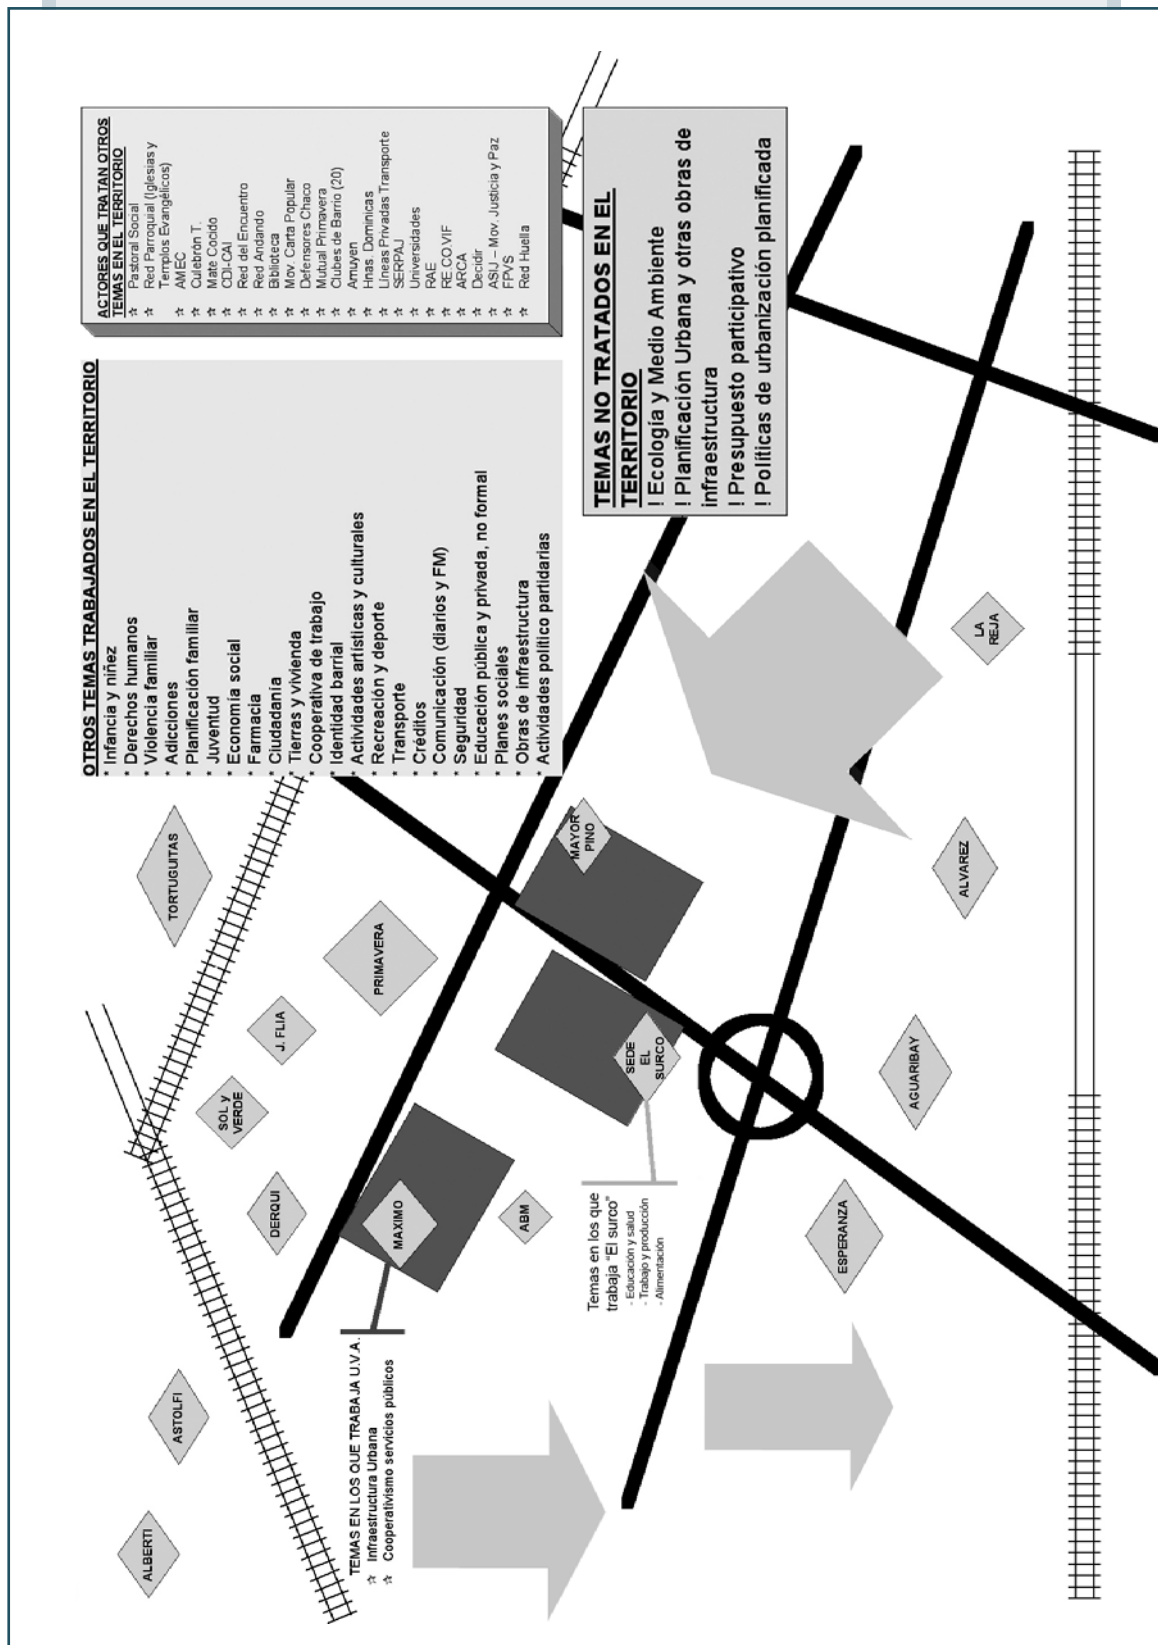 ALBERTI
ASTOLFI
TORTUGUITAS
DERQUI
SOL y
VERDE
J. FLIA
PRIMAVERA
MAXIMO
ABM
SEDE
EL
SURCO
MAYOR
PINO
ESPERANZA
AGUARIBAY
ALVAREZ
LA
REJA
TEMAS EN LOS QUE TRABAJA U.V.A.
☆ Infraestructura Urbana
☆ Cooperativismo servicios públicos
Temas en los que
trabaja "El surco"
- Educación y salud
- Trabajo y producción
- Alimentación
OTROS TEMAS TRABAJADOS EN EL TERRITORIO
* Infancia y niñez
* Derechos humanos
* Violencia familiar
* Adicciones
* Planificación familiar
* Juventud
* Economía social
* Farmacia
* Ciudadanía
* Tierras y vivienda
* Cooperativa de trabajo
* Identidad barrial
* Actividades artísticas y culturales
* Recreación y deporte
* Transporte
* Créditos
* Comunicación (diarios y FM)
* Seguridad
* Educación pública y privada, no formal
* Planes sociales
* Obras de infraestructura
* Actividades político partidarias
ACTORES QUE TRATAN OTROS
TEMAS EN EL TERRITORIO
☆ Pastoral Social
☆ Red Parroquial (Iglesias y
Templos Evangélicos)
☆ AMEC
☆ Culebrón T.
☆ Mate Cocido
☆ CDI-CAI
☆ Red del Encuentro
☆ Red Andando
☆ Biblioteca
☆ Mov. Carta Popular
☆ Defensores Chaco
☆ Mutual Primavera
☆ Clubes de Barrio (20)
☆ Amuyen
☆ Hnas. Dominicas
☆ Líneas Privadas Transporte
☆ SERPAJ
☆ Universidades
☆ RAE
☆ RE.CO.VIF
☆ ARCA
☆ Decidir
☆ ASIJ – Mov. Justicia y Paz
☆ FPVS
☆ Red Huella
TEMAS NO TRATADOS EN EL
TERRITORIO
! Ecología y Medio Ambiente
! Planificación Urbana y otras obras de
infraestructura
! Presupuesto participativo
! Políticas de urbanización planificada